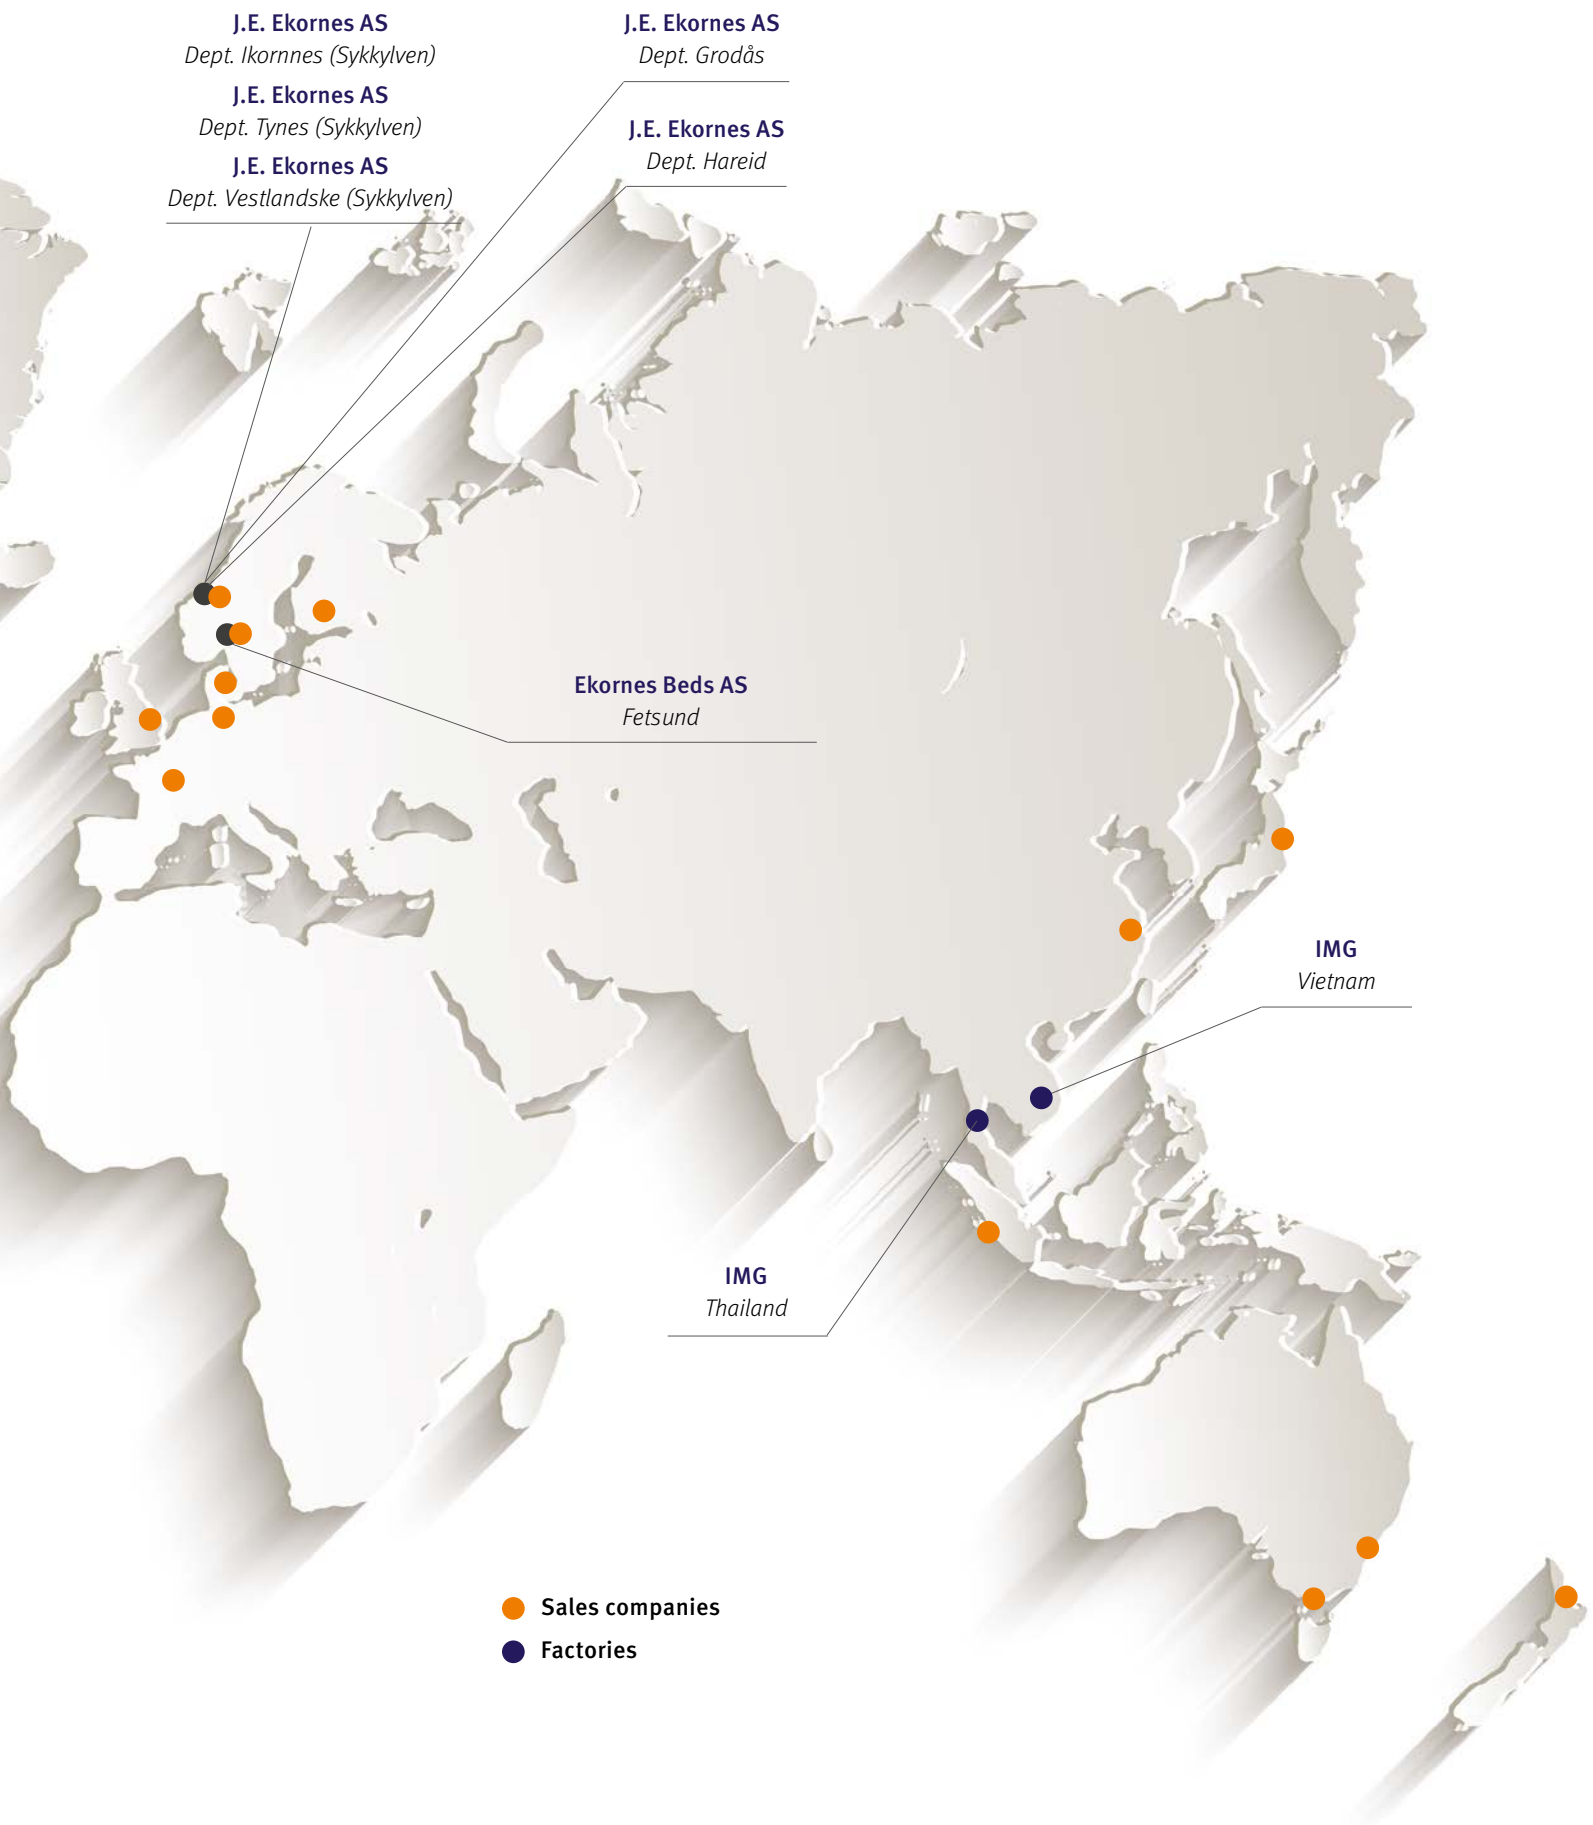 J.E. Ekornes AS
Dept. Ikornnes (Sykkylven)
J.E. Ekornes AS
Dept. Tynes (Sykkylven)
J.E. Ekornes AS
Dept. Vestlandske (Sykkylven)
J.E. Ekornes AS
Dept. Grodås
J.E. Ekornes AS
Dept. Hareid
Ekornes Beds AS
Fetsund
IMG
Vietnam
IMG
Thailand
Sales companies
Factories